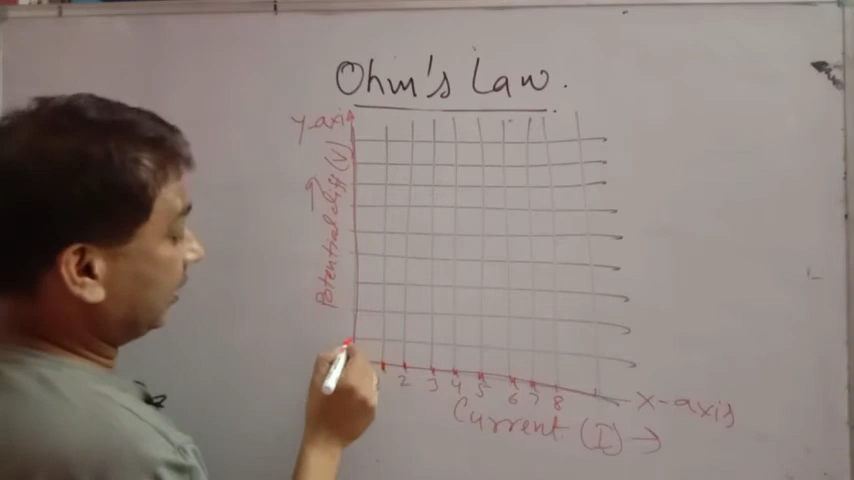 Ohm's Law.
Y-axis
Potential diff (V) →
1 2 3 4 5 6 7 8
X-axis
Current (I) →